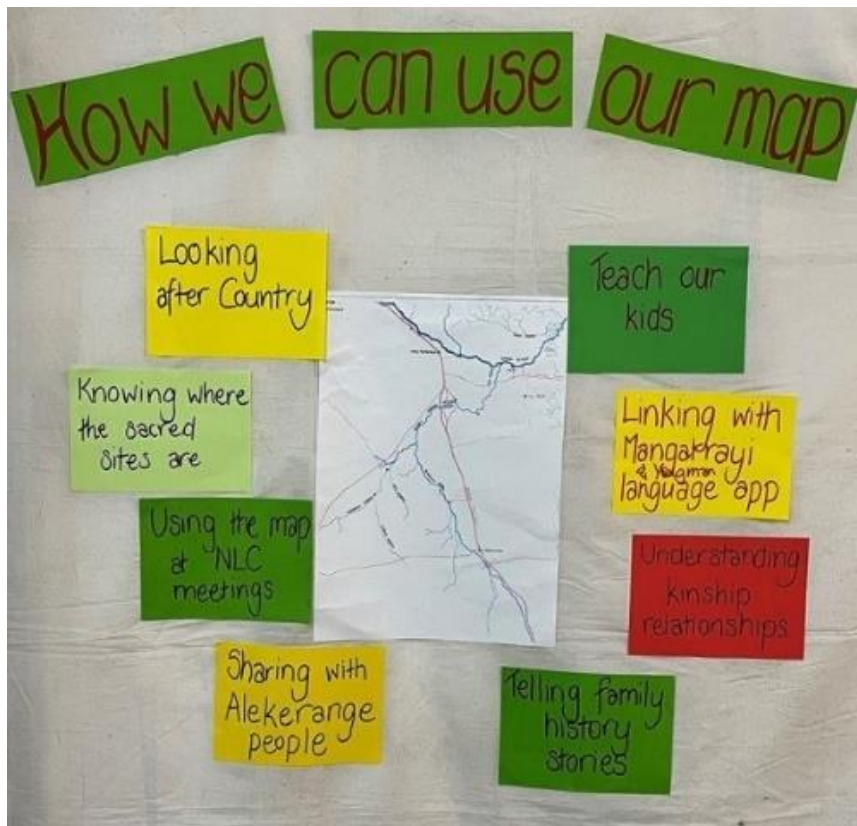 How we can use our map
Looking
after Country
Knowing where
the sacred
sites are
Using the map
at NLC
meetings
Sharing with
Alekerange
people
Teach our
kids
Linking with
Mangarrayi
& Yangman
language app
Understanding
kinship
relationships
Telling family
history
stories